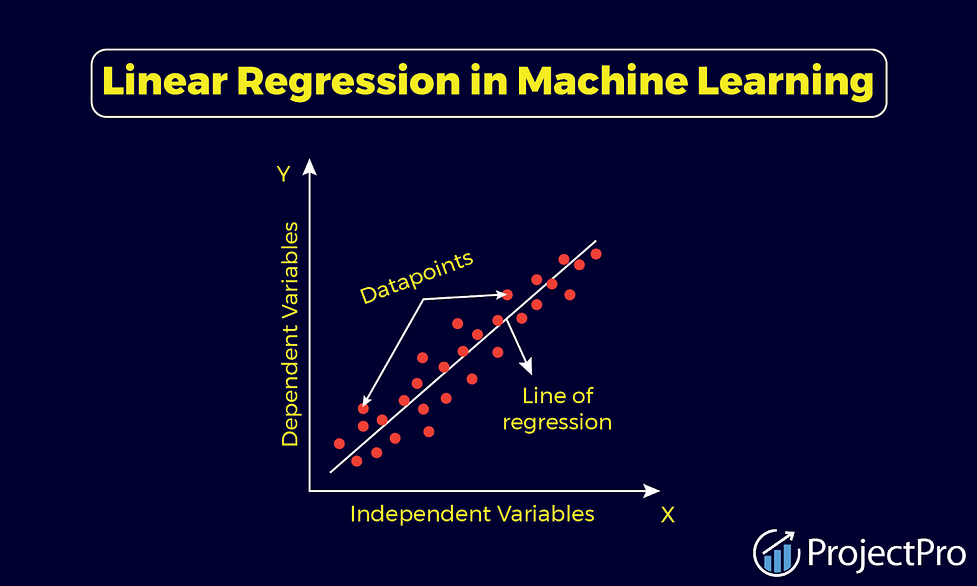 Linear Regression in Machine Learning
Y
Dependent Variables
Datapoints
Line of
regression
Independent Variables
X
ProjectPro